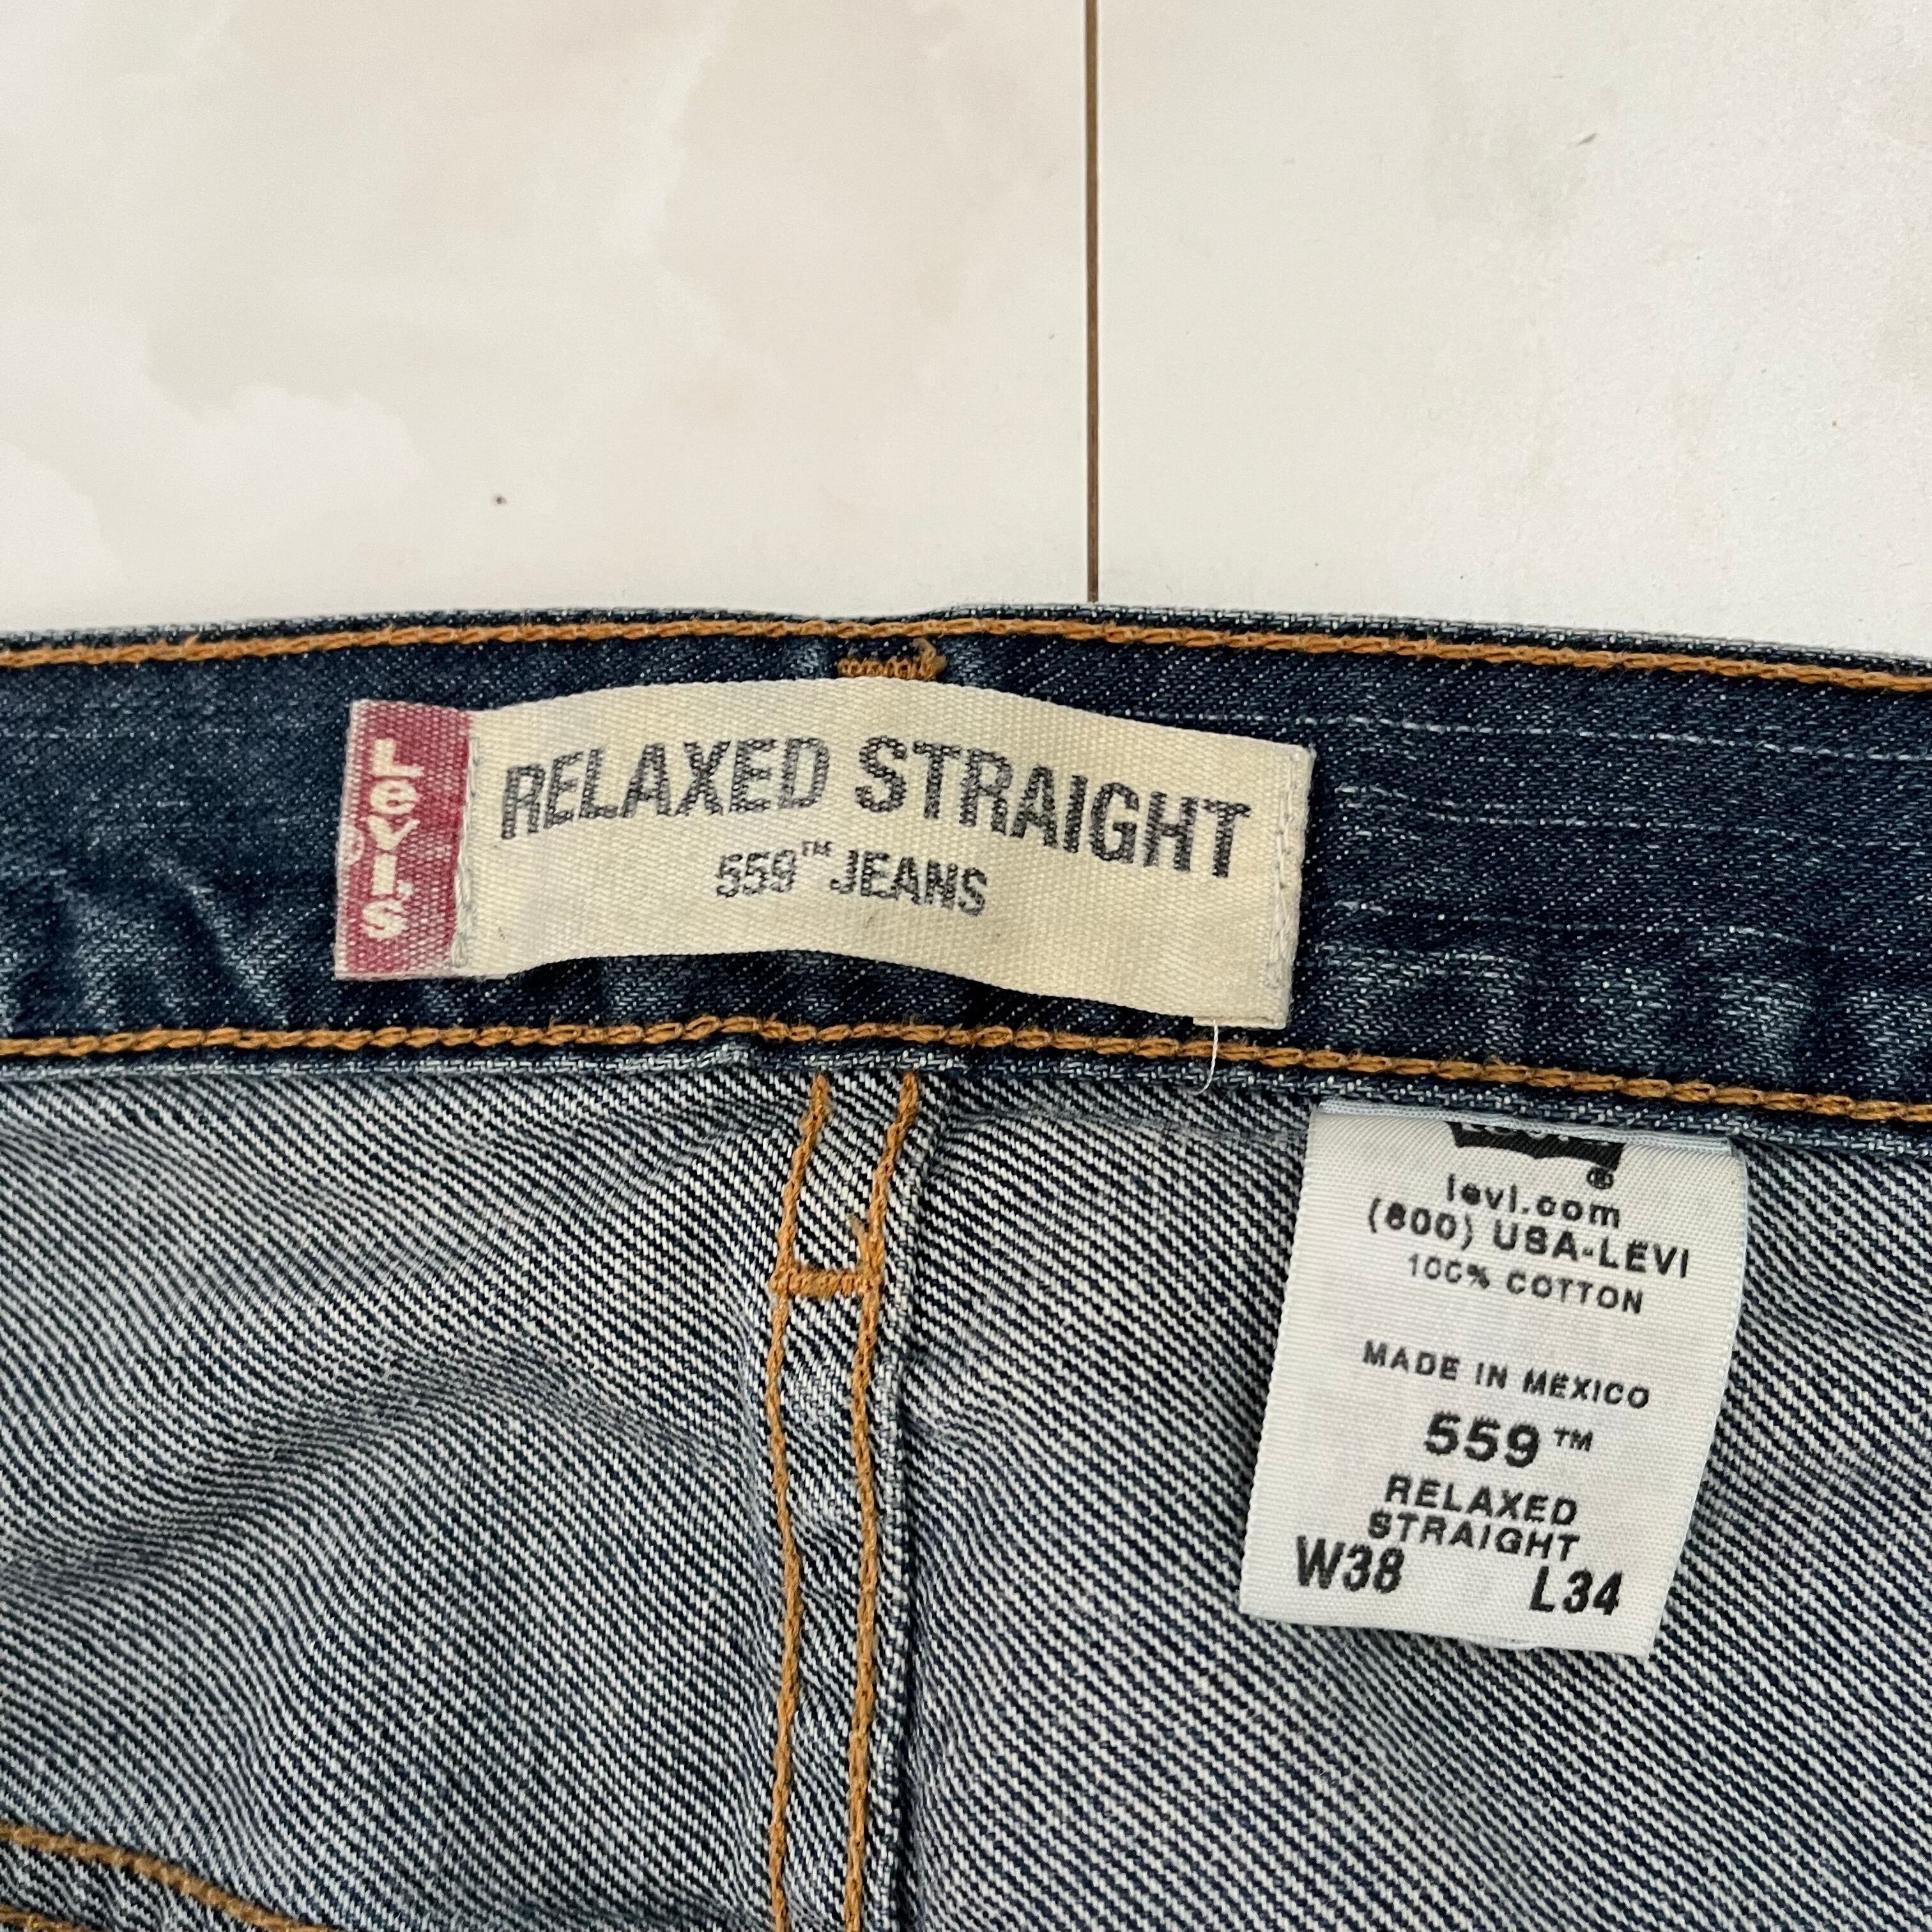 Levi's
RELAXED STRAIGHT
559™ JEANS
levi.com
(800) USA-LEVI
100% COTTON
MADE IN MEXICO
559™
RELAXED
STRAIGHT
W38 L34